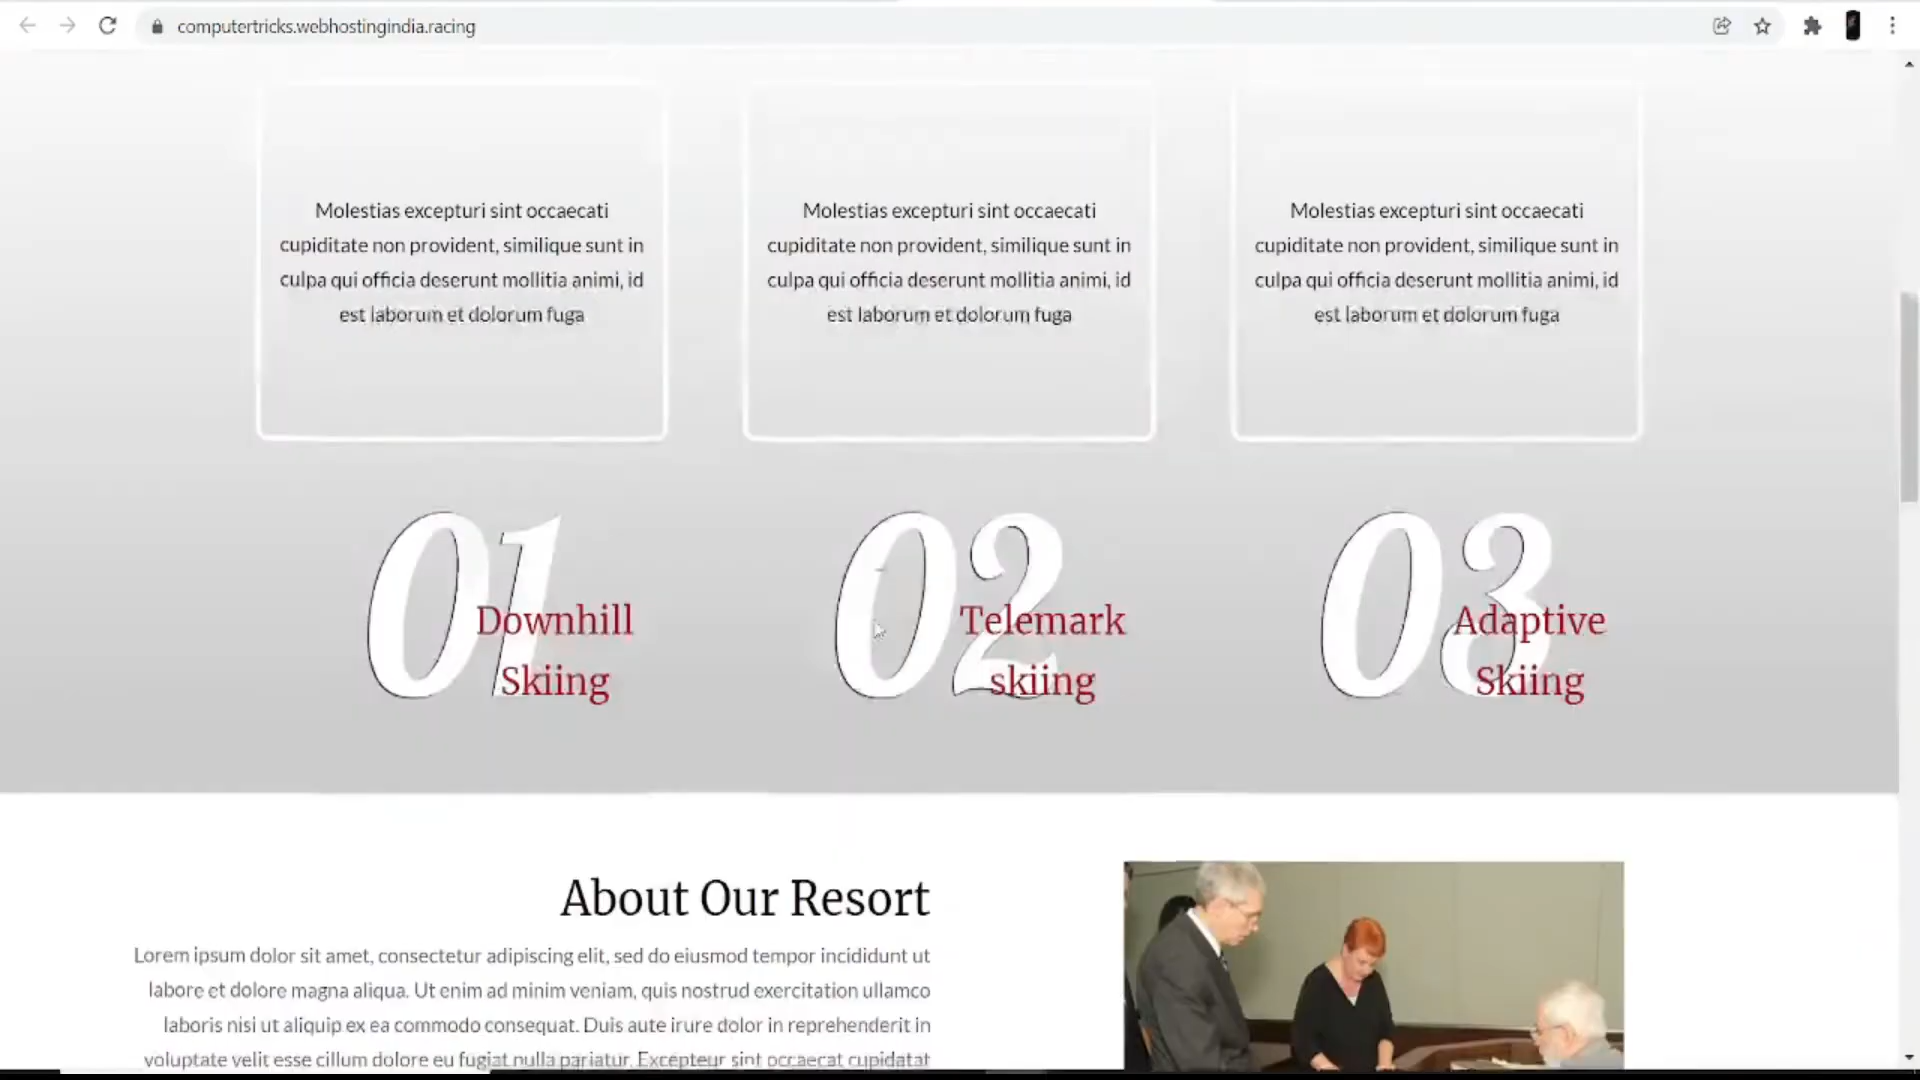 computertricks.webhostingindia.racing
Molestias excepturi sint occaecati
cupiditate non provident, similique sunt in
culpa qui officia deserunt mollitia animi, id
est laborum et dolorum fuga
Molestias excepturi sint occaecati
cupiditate non provident, similique sunt in
culpa qui officia deserunt mollitia animi, id
est laborum et dolorum fuga
Molestias excepturi sint occaecati
cupiditate non provident, similique sunt in
culpa qui officia deserunt mollitia animi, id
est laborum et dolorum fuga
01
Downhill
Skiing
02
Telemark
skiing
03
Adaptive
Skiing
About Our Resort
Lorem ipsum dolor sit amet, consectetur adipiscing elit, sed do eiusmod tempor incididunt ut
labore et dolore magna aliqua. Ut enim ad minim veniam, quis nostrud exercitation ullamco
laboris nisi ut aliquip ex ea commodo consequat. Duis aute irure dolor in reprehenderit in
voluptate velit esse cillum dolore eu fugiat nulla pariatur. Excepteur sint occaecat cupidatat